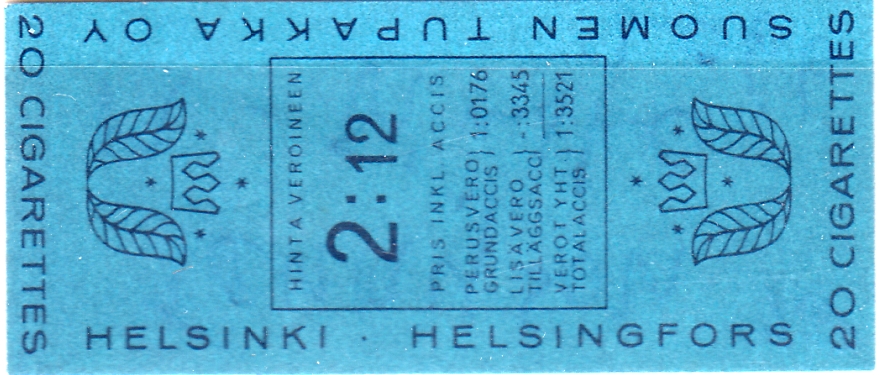 SUOMEN TUPAKKA OY
20 CIGARETTES
HINTA VEROINEEN
2:12
PRIS INKL. ACCIS
PERUSVERO
GRUNDACCIS } 1:0176
LISÄVERO
TILLÄGGSACC } -:3345
VEROT YHT.
TOTALACCIS } 1:3521
20 CIGARETTES
HELSINKI · HELSINGFORS